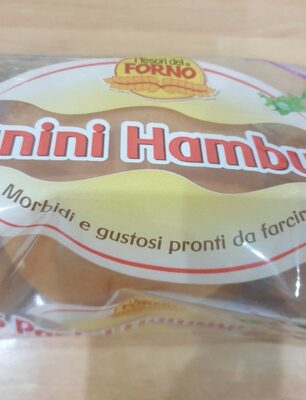 I Tesori del
FORNO
nini Hambu
Morbidi e gustosi pronti da farcir